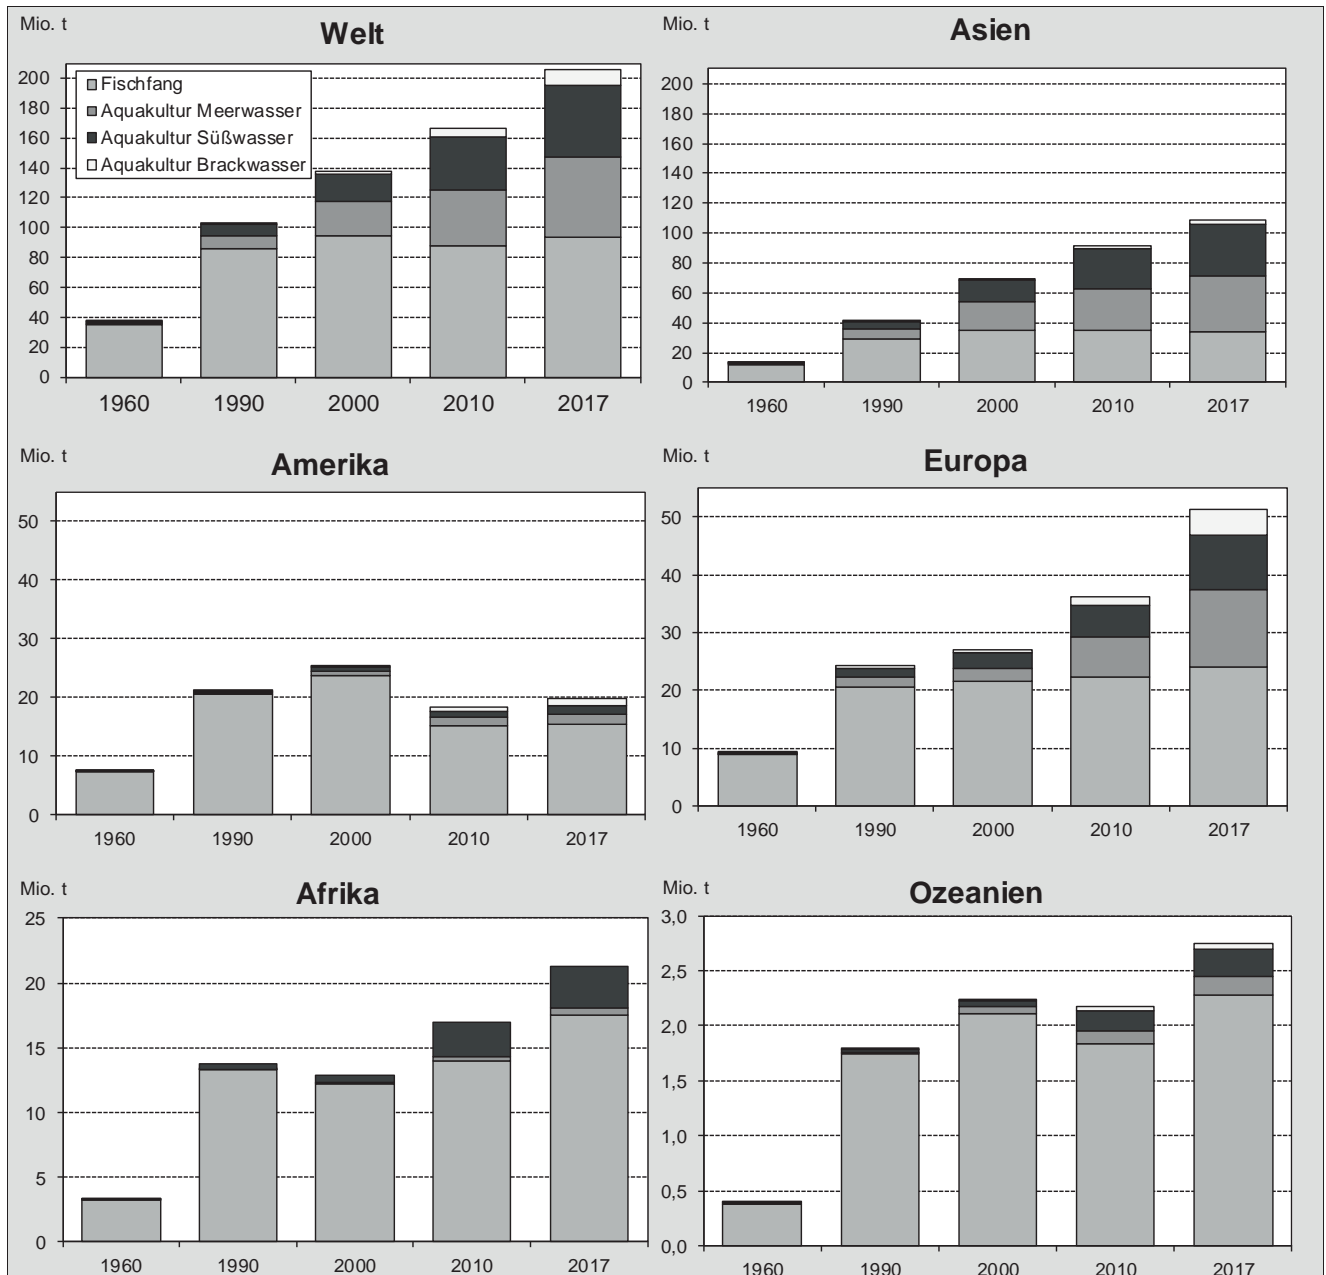 Mio. t
Welt
200
180
160
140
120
100
80
60
40
20
0
Fischfang
Aquakultur Meerwasser
Aquakultur Süßwasser
Aquakultur Brackwasser
1960 1990 2000 2010 2017
Mio. t
Asien
200
180
160
140
120
100
80
60
40
20
0
1960 1990 2000 2010 2017
Mio. t
Amerika
50
40
30
20
10
0
1960 1990 2000 2010 2017
Mio. t
Europa
50
40
30
20
10
0
1960 1990 2000 2010 2017
Mio. t
Afrika
25
20
15
10
5
0
1960 1990 2000 2010 2017
Mio. t
Ozeanien
3,0
2,5
2,0
1,5
1,0
0,5
0,0
1960 1990 2000 2010 2017